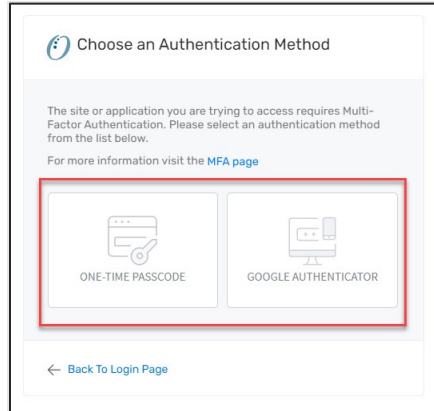 Choose an Authentication Method
The site or application you are trying to access requires Multi-
Factor Authentication. Please select an authentication method
from the list below.
For more information visit the MFA page
ONE-TIME PASSCODE
GOOGLE AUTHENTICATOR
Back To Login Page